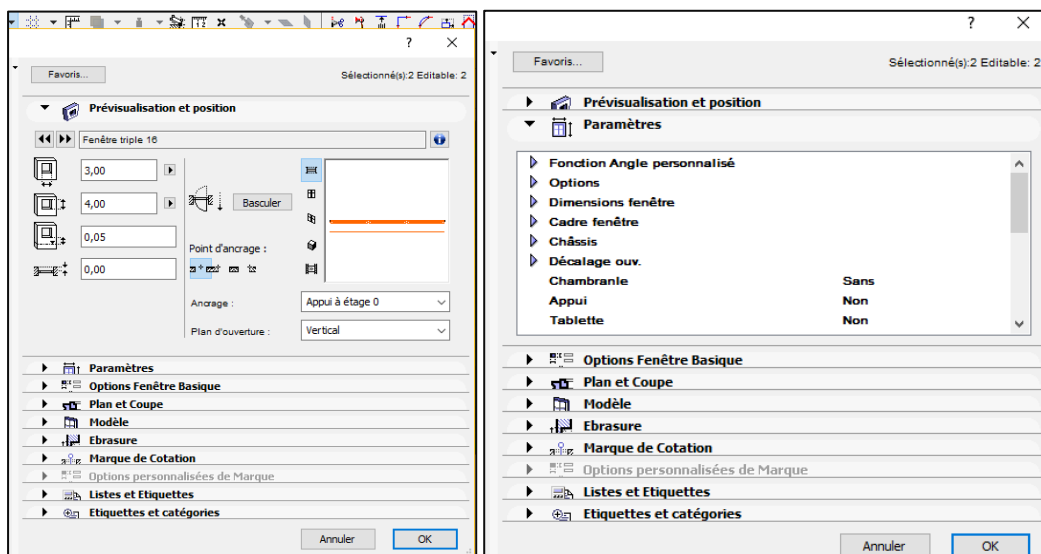 ?
Favoris...
Sélectionné(s):2 Editable: 2
Prévisualisation et position
Fenêtre triple 16
3,00
4,00
Basculer
0,05
Point d'ancrage :
0,00
Ancrage :
Appui à étage 0
Plan d'ouverture :
Vertical
Paramètres
Options Fenêtre Basique
Plan et Coupe
Modèle
Ebrasure
Marque de Cotation
Options personnalisées de Marque
Listes et Etiquettes
Etiquettes et catégories
Annuler
OK
?
Favoris...
Sélectionné(s):2 Editable: 2
Prévisualisation et position
Paramètres
Fonction Angle personnalisé
Options
Dimensions fenêtre
Cadre fenêtre
Châssis
Décalage ouv.
Chambranle Sans
Appui Non
Tablette Non
Options Fenêtre Basique
Plan et Coupe
Modèle
Ebrasure
Marque de Cotation
Options personnalisées de Marque
Listes et Etiquettes
Etiquettes et catégories
Annuler
OK